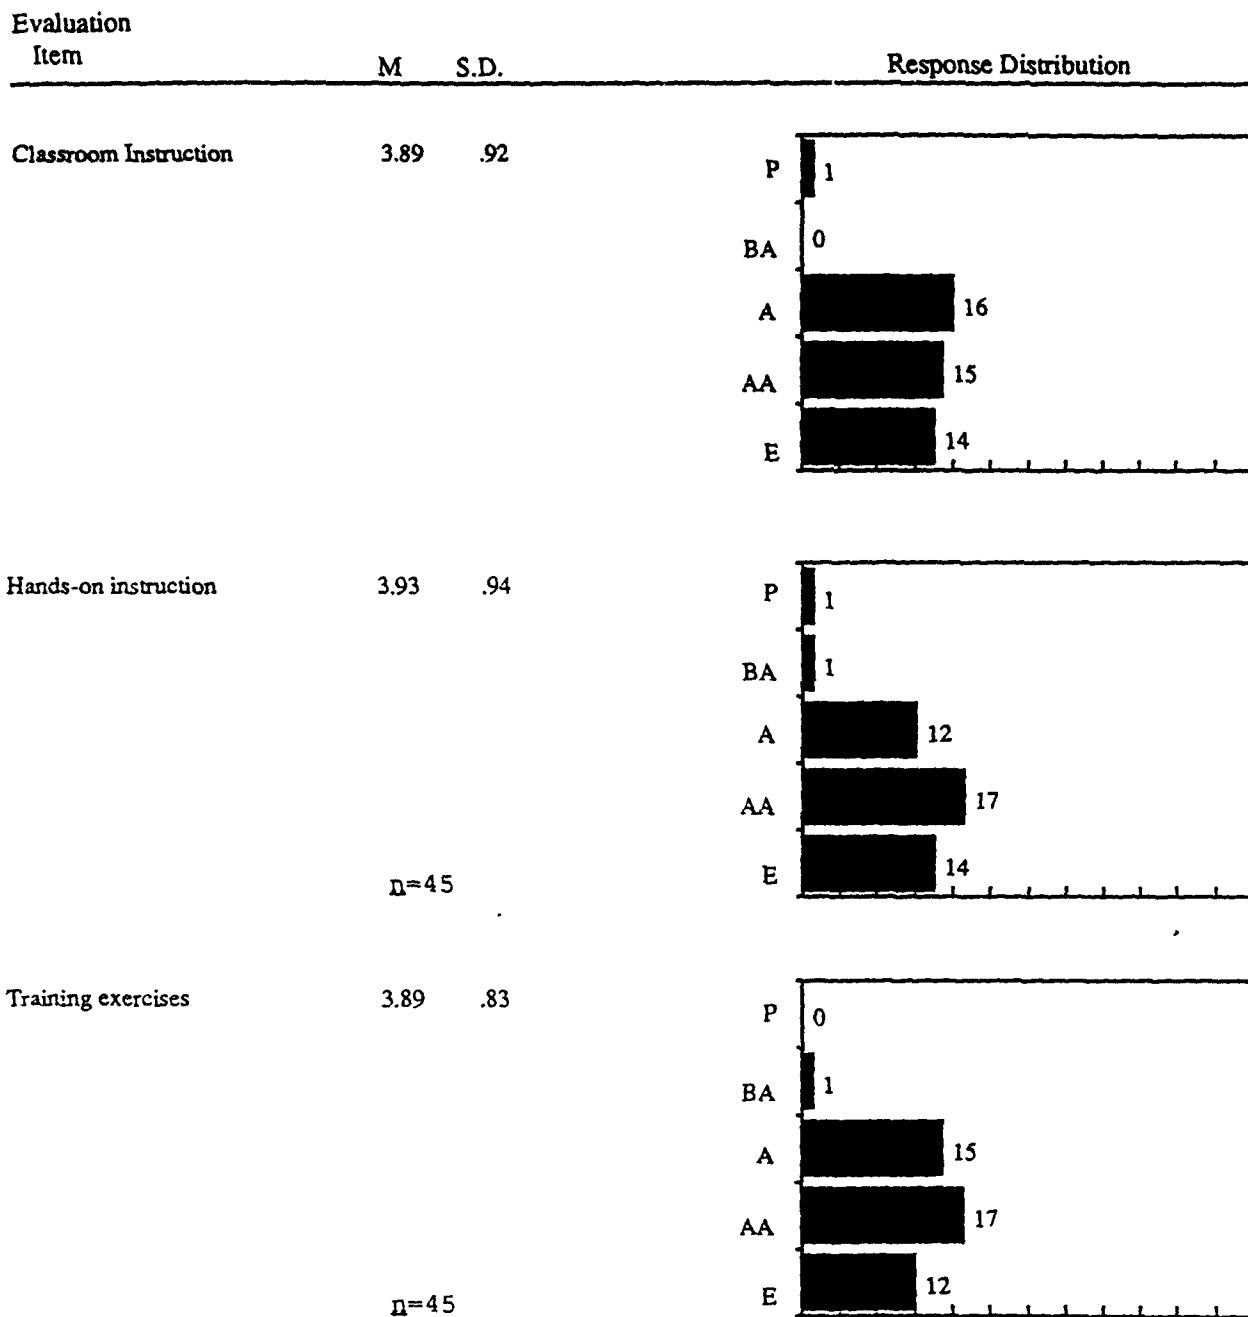 Evaluation
Item M S.D. Response Distribution
Classroom Instruction 3.89 .92
P 1
BA 0
A 16
AA 15
E 14
Hands-on instruction 3.93 .94
P 1
BA 1
A 12
AA 17
E 14
n=45
Training exercises 3.89 .83
P 0
BA 1
A 15
AA 17
E 12
n=45